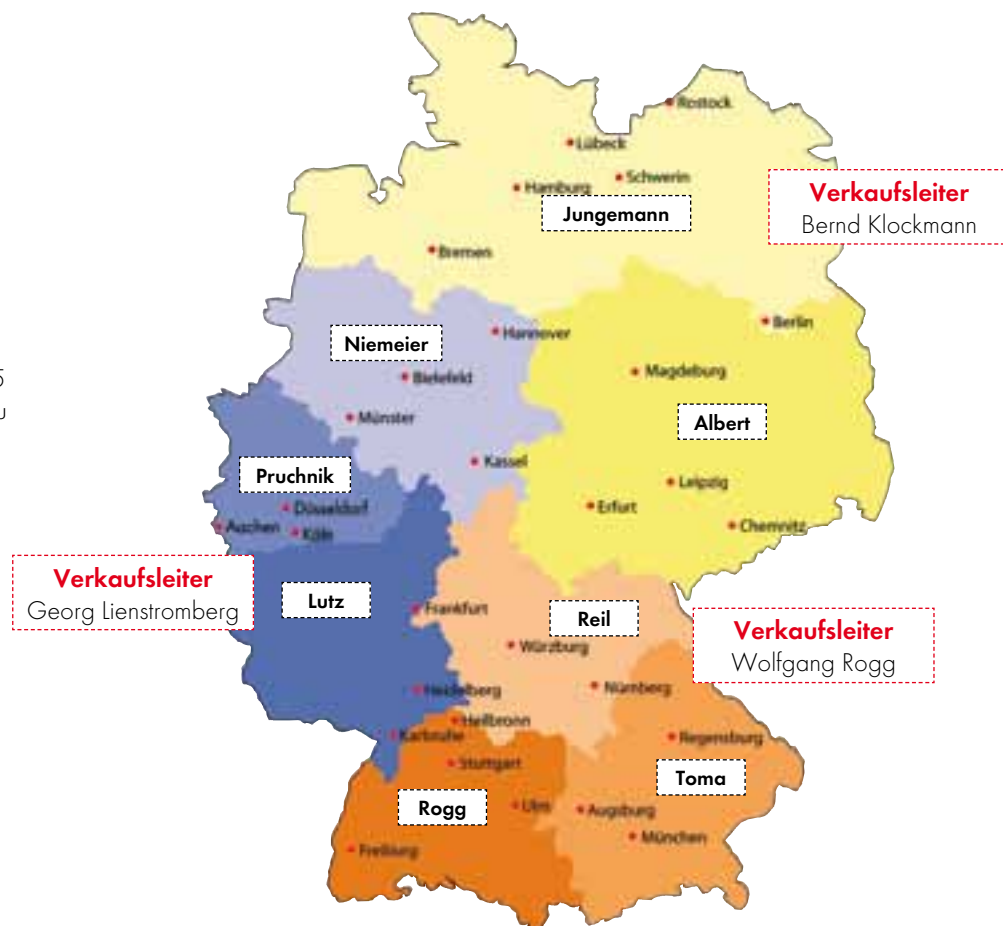 Rostock
Lübeck
Schwerin
Hamburg
Verkaufsleiter
Bernd Klockmann
Jungemann
Bremen
Berlin
Hannover
Niemeier
Magdeburg
Bielefeld
5
u
Münster
Albert
Kassel
Pruchnik
Leipzig
Düsseldorf
Erfurt
Aachen
Köln
Chemnitz
Verkaufsleiter
Georg Lienstromberg
Lutz
Frankfurt
Reil
Verkaufsleiter
Wolfgang Rogg
Würzburg
Heidelberg
Nürnberg
Heilbronn
Karlsruhe
Regensburg
Stuttgart
Toma
Rogg
Ulm
Augsburg
München
Freiburg